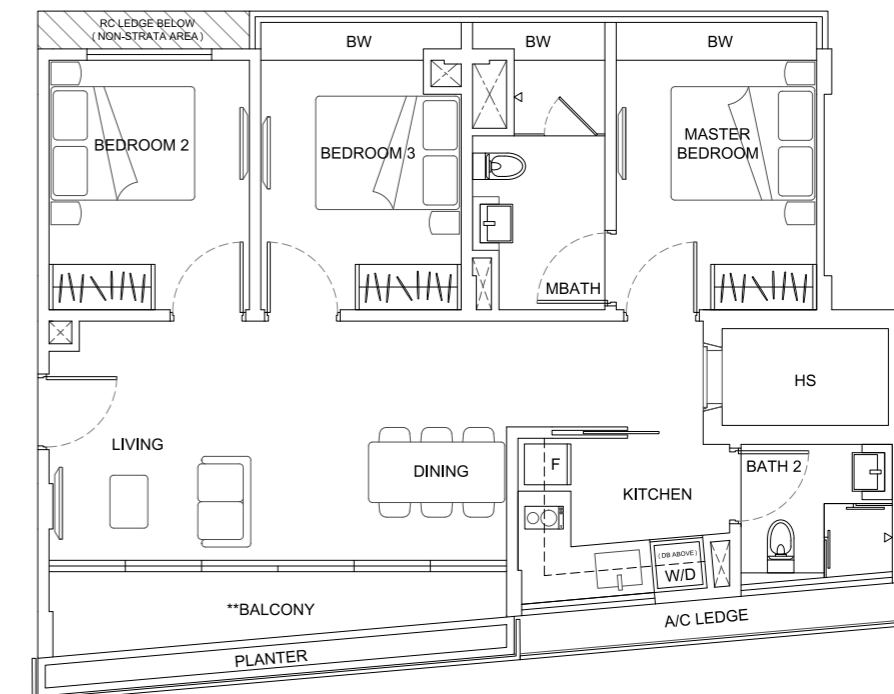 RC LEDGE BELOW
( NON-STRATA AREA )
BW
BW
BW
BEDROOM 2
BEDROOM 3
MASTER
BEDROOM
MBATH
HS
LIVING
DINING
F
KITCHEN
BATH 2
( DB ABOVE )
W/D
**BALCONY
A/C LEDGE
PLANTER